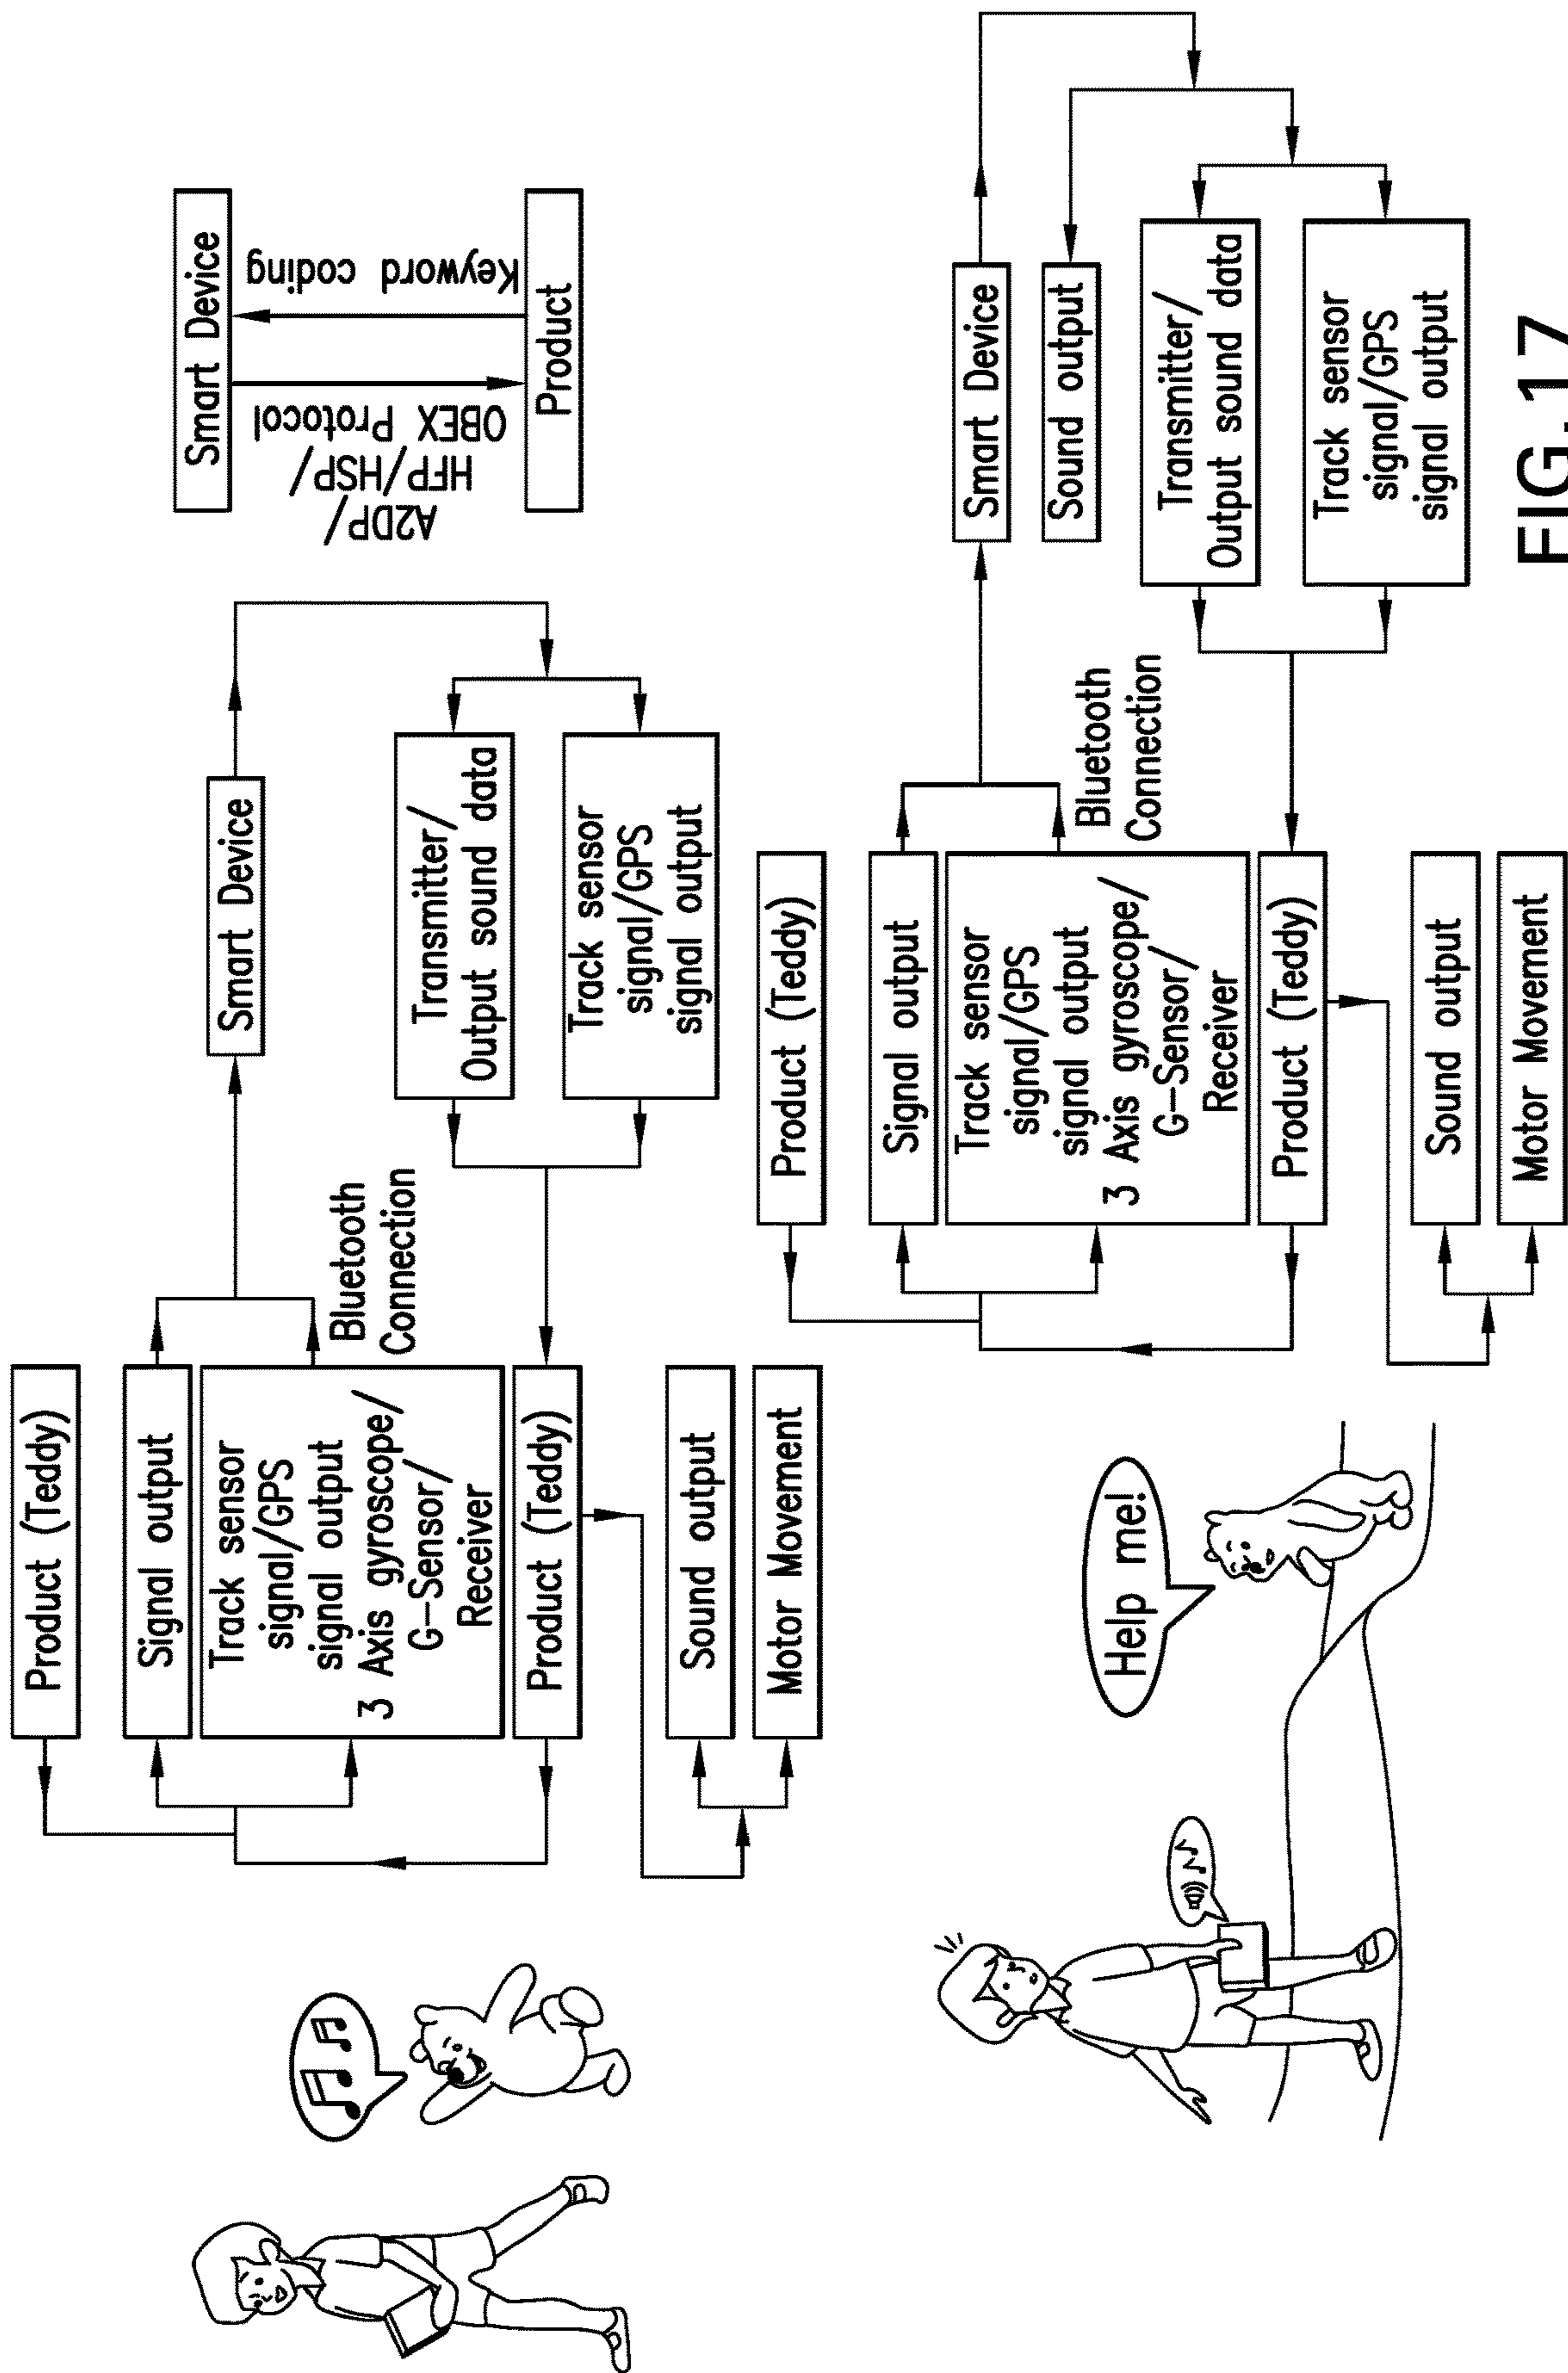 Product (Teddy)
Signal output
Track sensor
signal/GPS
signal output
3 Axis gyroscope/
G-Sensor/
Receiver
Bluetooth
Connection
Product (Teddy)
Sound output
Motor Movement
Smart Device
Transmitter/
Output sound data
Track sensor
signal/GPS
signal output
Smart Device
A2DP/
HFP/HSP/
OBEX Protocol
Keyword coding
Product
Help me!
Product (Teddy)
Signal output
Track sensor
signal/GPS
signal output
3 Axis gyroscope/
G-Sensor/
Receiver
Bluetooth
Connection
Product (Teddy)
Sound output
Motor Movement
Smart Device
Sound output
Transmitter/
Output sound data
Track sensor
signal/GPS
signal output
FIG.17